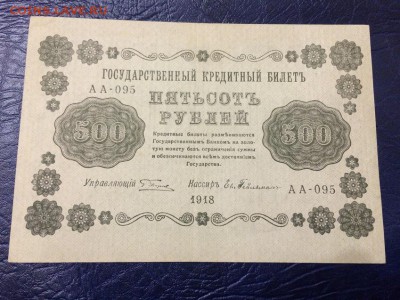 ГОСУДАРСТВЕННЫЙ КРЕДИТНЫЙ БИЛЕТЪ
АА-095
ПЯТЬСОТЪ
РУБЛЕЙ
500 500
Кредитные билеты размѣниваются
Государственнымъ Банкомъ на золо-
тую монету безъ ограниченія суммы
и обезпечиваются всѣмъ достояніемъ
Государства.
Управляющій Кассиръ
АА-095
1918